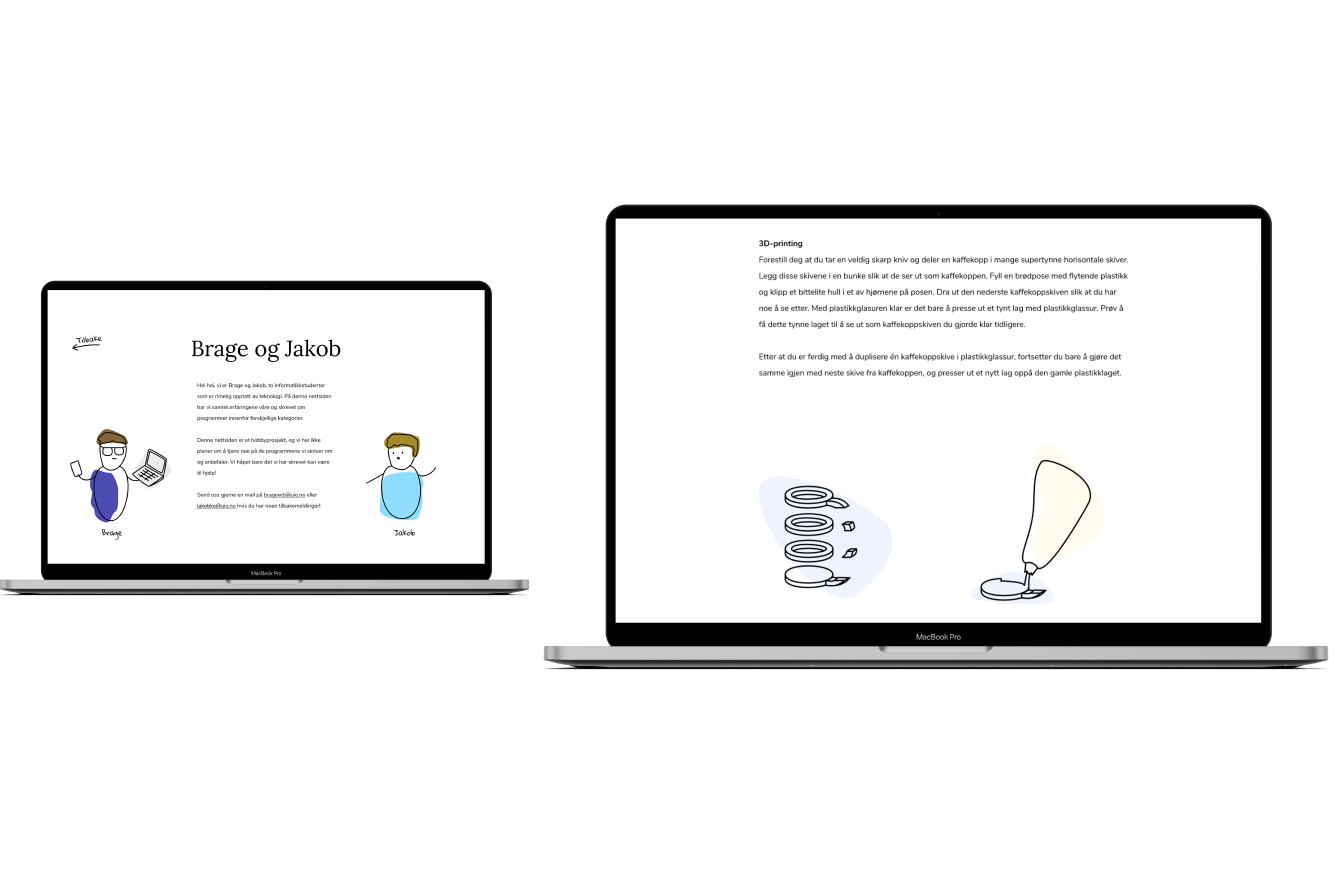 Tilbake
Brage og Jakob
Hei hei, vi er Brage og Jakob, to informatikkstudenter
som er rimelig opptatt av teknologi. På denne nettsiden
har vi samlet erfaringene våre og skrevet om
programmer innenfor forskjellige kategorier.
Denne nettsiden er et hobbyprosjekt, og vi har ikke
planer om å tjene noe på de programmene vi skriver om
og anbefaler. Vi håper bare det vi har skrevet kan være
til hjelp!
Send oss gjerne en mail på bragewb@uio.no eller
jakobko@uio.no hvis du har noen tilbakemeldinger!
Brage
Jakob
MacBook Pro
3D-printing
Forestill deg at du tar en veldig skarp kniv og deler en kaffekopp i mange supertynne horisontale skiver.
Legg disse skivene i en bunke slik at de ser ut som kaffekoppen. Fyll en brødpose med flytende plastikk
og klipp et bittelite hull i et av hjørnene på posen. Dra ut den nederste kaffekoppskiven slik at du har
noe å se etter. Med plastikkglasuren klar er det bare å presse ut et tynt lag med plastikkglassur. Prøv å
få dette tynne laget til å se ut som kaffekoppskiven du gjorde klar tidligere.
Etter at du er ferdig med å duplisere én kaffekoppskive i plastikkglassur, fortsetter du bare å gjøre det
samme igjen med neste skive fra kaffekoppen, og presser ut et nytt lag oppå den gamle plastikklaget.
MacBook Pro